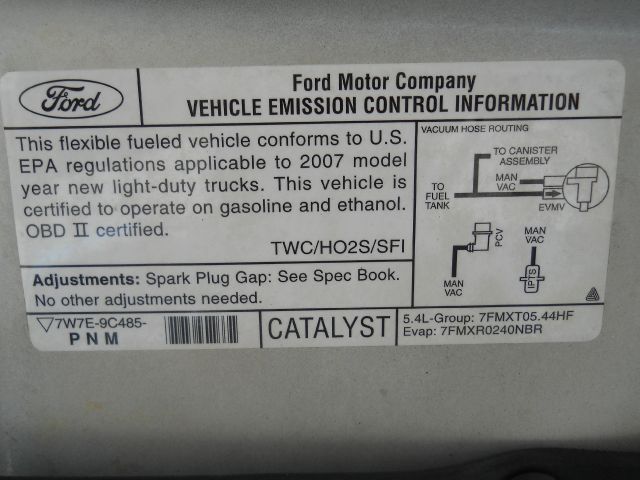 Ford
Ford Motor Company
VEHICLE EMISSION CONTROL INFORMATION
This flexible fueled vehicle conforms to U.S.
EPA regulations applicable to 2007 model
year new light-duty trucks. This vehicle is
certified to operate on gasoline and ethanol.
OBD II certified.
TWC/HO2S/SFI
VACUUM HOSE ROUTING
TO CANISTER
ASSEMBLY
MAN
VAC
TO
FUEL
TANK
EVMV
PCV
MAN
VAC
MAN
VAC
PTS
Adjustments: Spark Plug Gap: See Spec Book.
No other adjustments needed.
7W7E-9C485-
P N M
CATALYST
5.4L-Group: 7FMXT05.44HF
Evap: 7FMXR0240NBR